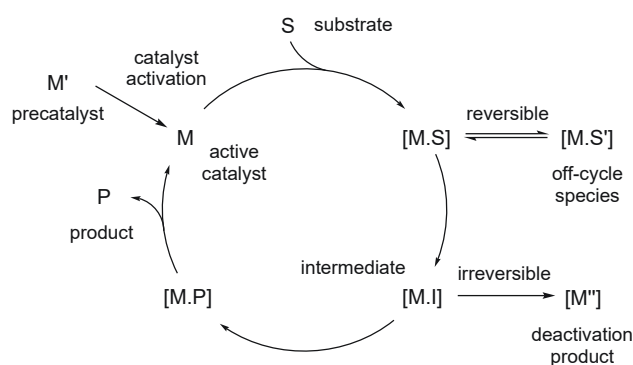 S substrate
catalyst
activation
M'
precatalyst
M
active
catalyst
[M.S]
reversible
[M.S']
off-cycle
species
P
product
intermediate
[M.P]
[M.I]
irreversible
[M"]
deactivation
product